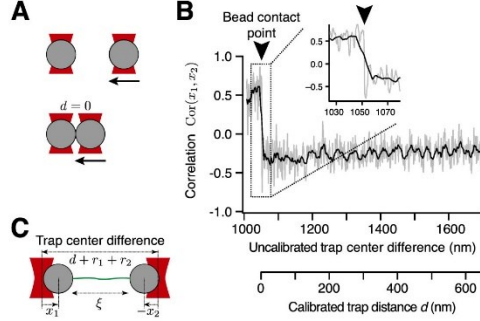 A
d = 0
B
Bead contact
point
Correlation Cor(x1, x2)
1.0
0.5
0.0
-0.5
-1.0
0.5
0.0
-0.5
1030
1050
1070
1000
1200
1400
1600
Uncalibrated trap center difference (nm)
0
200
400
600
Calibrated trap distance d (nm)
C
Trap center difference
d + r1 + r2
ξ
x1
-x2